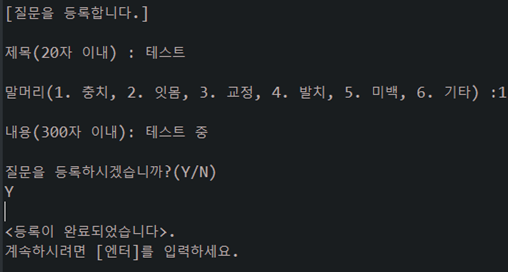 [질문을 등록합니다.]
제목(20자 이내) : 테스트
말머리(1. 충치, 2. 잇몸, 3. 교정, 4. 발치, 5. 미백, 6. 기타) :1
내용(300자 이내): 테스트 중
질문을 등록하시겠습니까?(Y/N)
Y
<등록이 완료되었습니다>.
계속하시려면 [엔터]를 입력하세요.